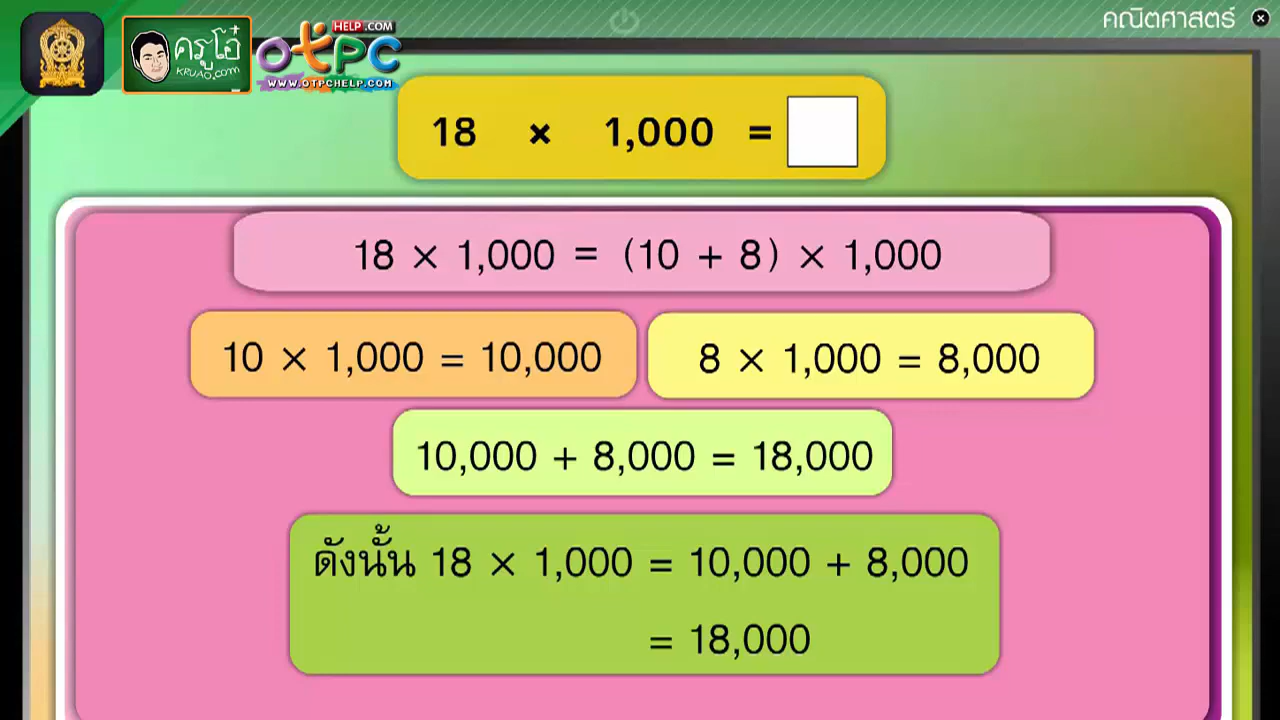 คณิตศาสตร์
ครูโอ๋
KRUAO.COM
HELP.COM
OTPC
WWW.OTPCHELP.COM
18 × 1,000 =
18 × 1,000 = (10 + 8) × 1,000
10 × 1,000 = 10,000
8 × 1,000 = 8,000
10,000 + 8,000 = 18,000
ดังนั้น 18 × 1,000 = 10,000 + 8,000
= 18,000